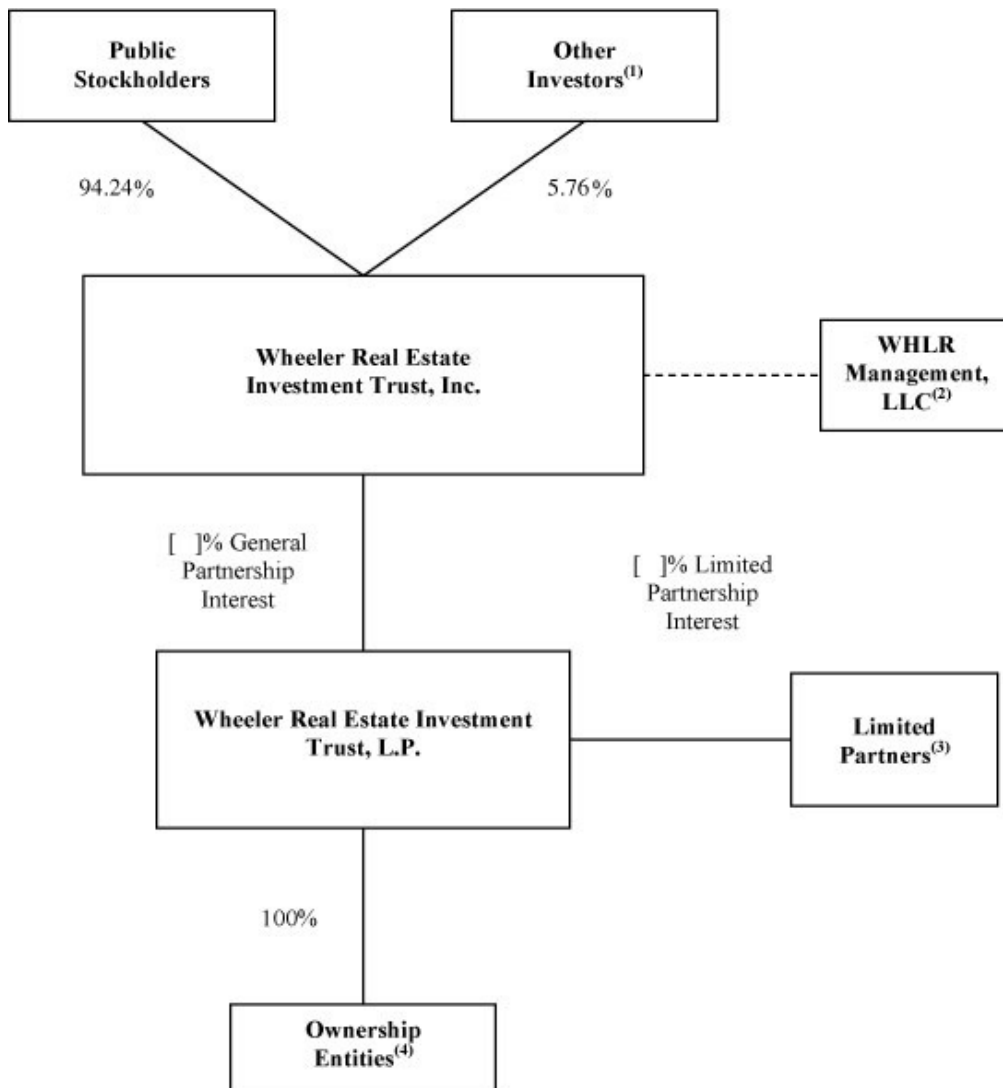 Public
Stockholders
Other
Investors(1)
94.24%
5.76%
Wheeler Real Estate
Investment Trust, Inc.
WHLR
Management,
LLC(2)
[ ]% General
Partnership
Interest
[ ]% Limited
Partnership
Interest
Wheeler Real Estate Investment
Trust, L.P.
Limited
Partners(3)
100%
Ownership
Entities(4)